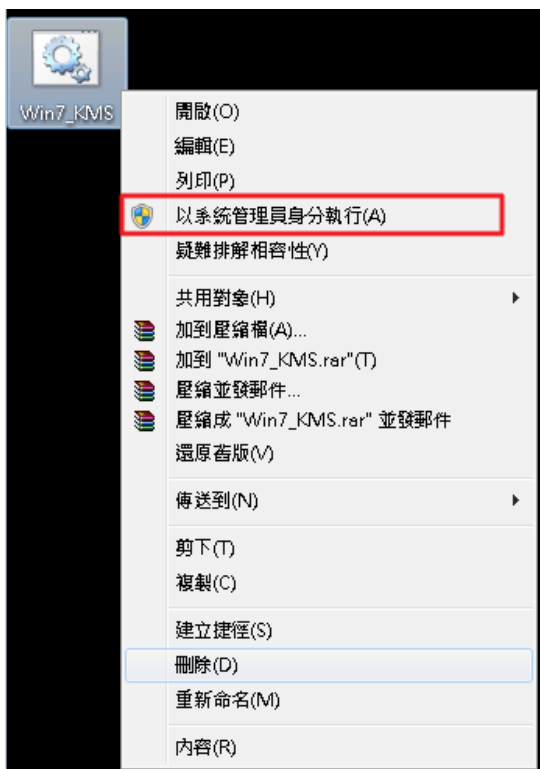 Win7_KMS
開啟(O)
編輯(E)
列印(P)
以系統管理員身分執行(A)
疑難排解相容性(Y)
共用對象(H)
加到壓縮檔(A)...
加到 "Win7_KMS.rar"(T)
壓縮並發郵件...
壓縮成 "Win7_KMS.rar" 並發郵件
還原舊版(V)
傳送到(N)
剪下(T)
複製(C)
建立捷徑(S)
刪除(D)
重新命名(M)
內容(R)